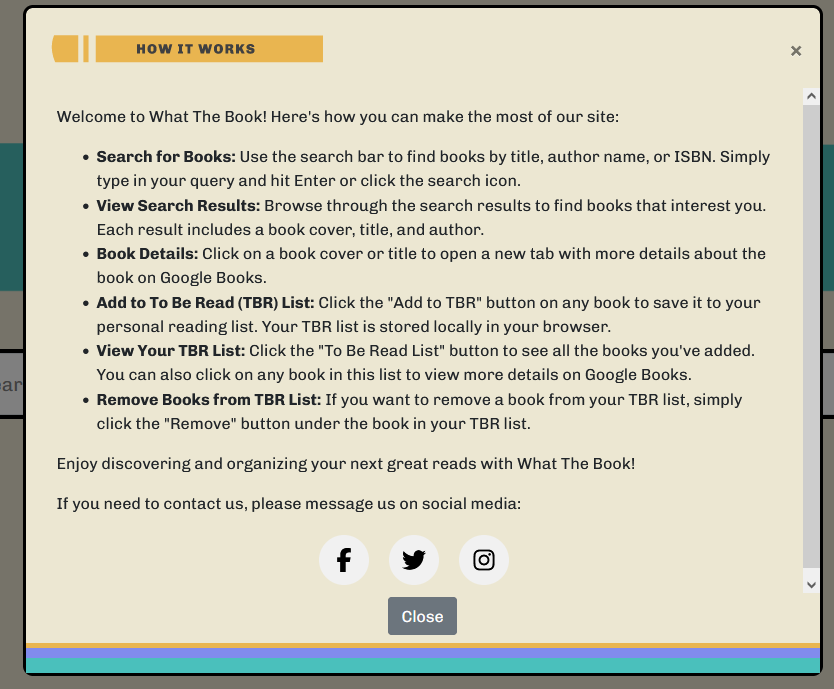 HOW IT WORKS
×
Welcome to What The Book! Here's how you can make the most of our site:
• Search for Books: Use the search bar to find books by title, author name, or ISBN. Simply
type in your query and hit Enter or click the search icon.
• View Search Results: Browse through the search results to find books that interest you.
Each result includes a book cover, title, and author.
• Book Details: Click on a book cover or title to open a new tab with more details about the
book on Google Books.
• Add to To Be Read (TBR) List: Click the "Add to TBR" button on any book to save it to your
personal reading list. Your TBR list is stored locally in your browser.
• View Your TBR List: Click the "To Be Read List" button to see all the books you've added.
You can also click on any book in this list to view more details on Google Books.
• Remove Books from TBR List: If you want to remove a book from your TBR list, simply
click the "Remove" button under the book in your TBR list.
Enjoy discovering and organizing your next great reads with What The Book!
If you need to contact us, please message us on social media:
Close